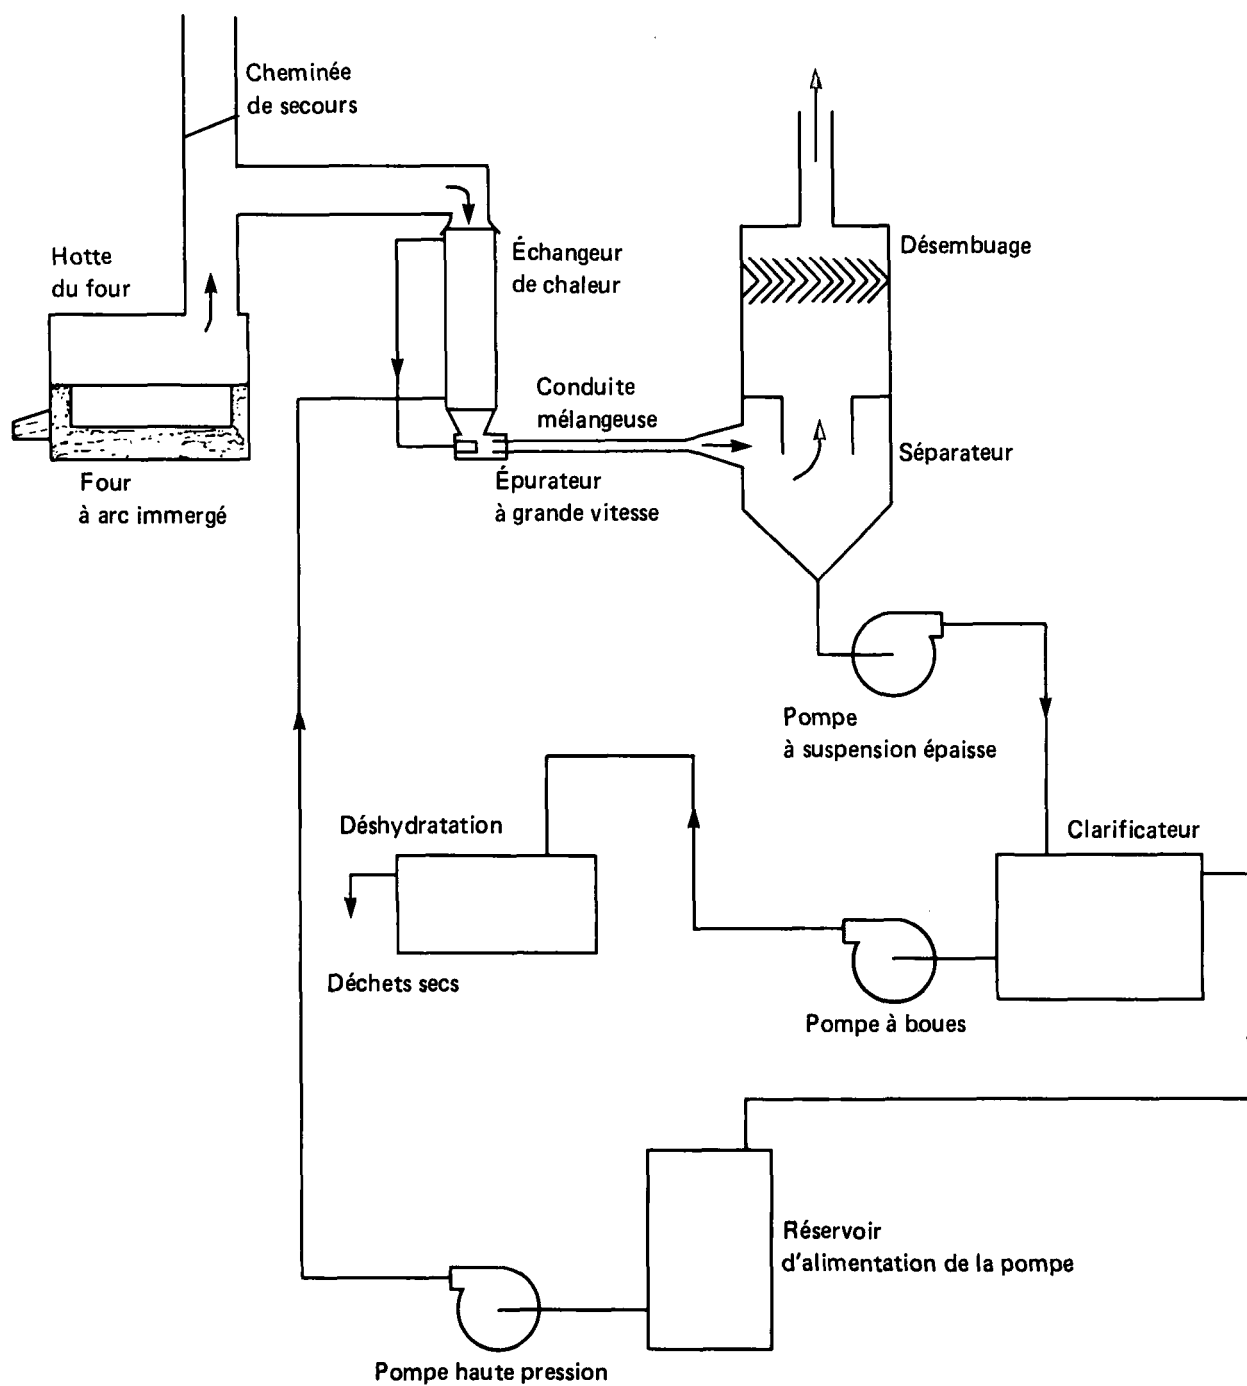 Cheminée
de secours
Hotte
du four
Échangeur
de chaleur
Désembuage
Conduite
mélangeuse
Séparateur
Four
à arc immergé
Épurateur
à grande vitesse
Pompe
à suspension épaisse
Déshydratation
Clarificateur
Déchets secs
Pompe à boues
Réservoir
d'alimentation de la pompe
Pompe haute pression